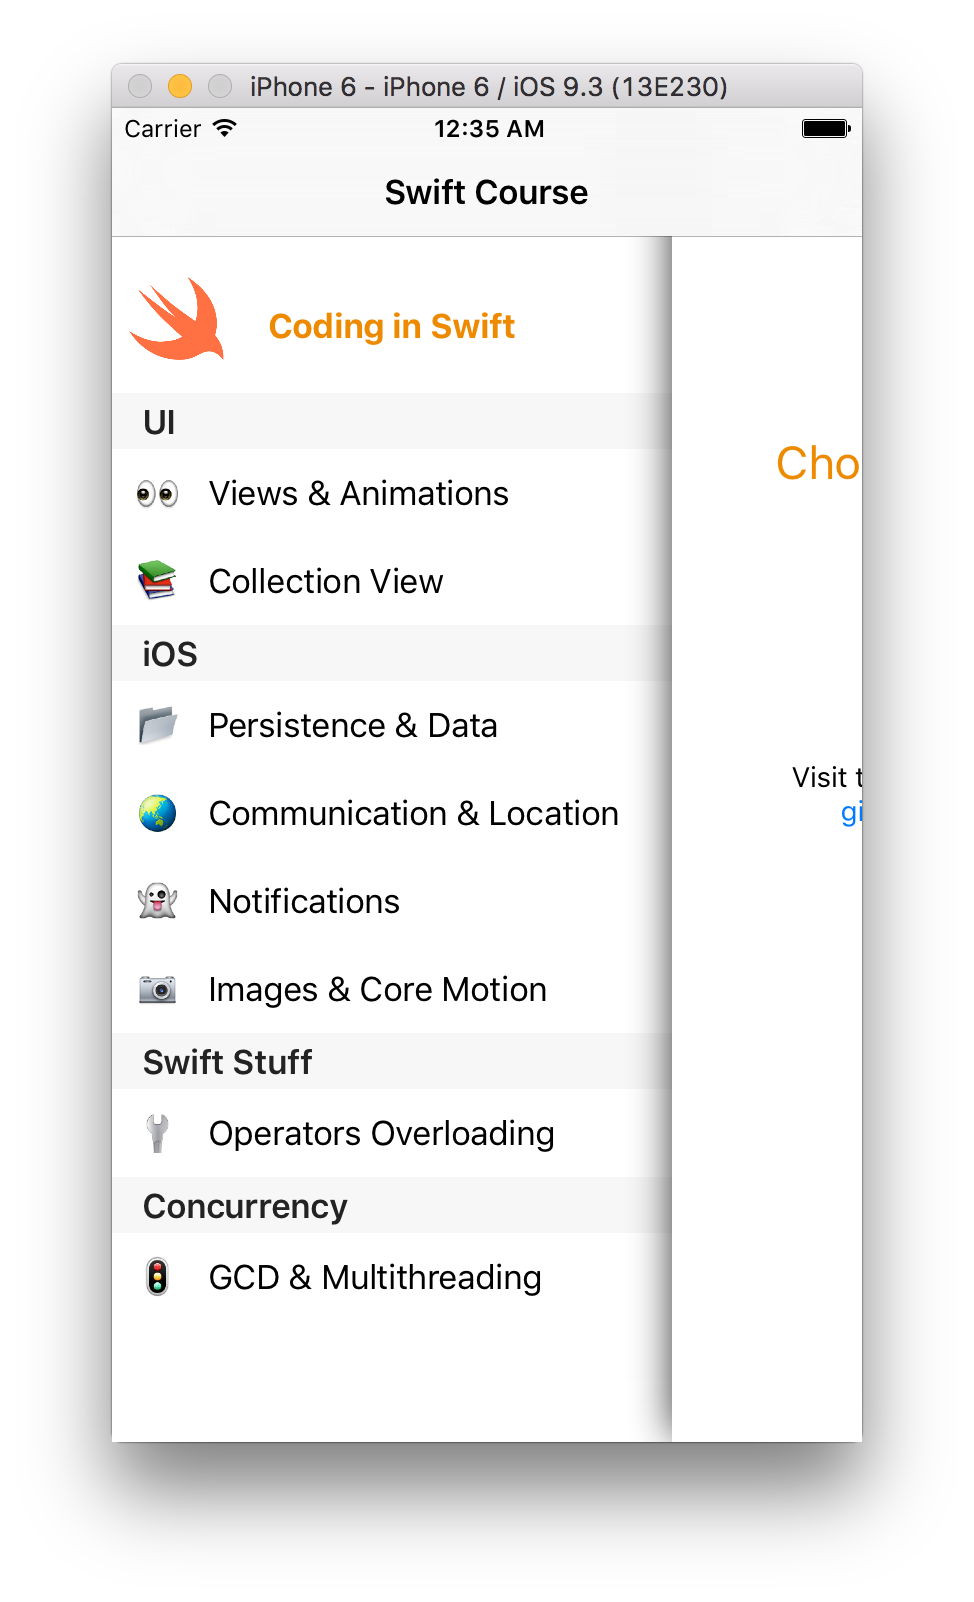 iPhone 6 - iPhone 6 / iOS 9.3 (13E230)
Carrier 12:35 AM
Swift Course
Coding in Swift
UI
Cho
Views & Animations
Collection View
iOS
Persistence & Data
Visit t
gi
Communication & Location
Notifications
Images & Core Motion
Swift Stuff
Operators Overloading
Concurrency
GCD & Multithreading